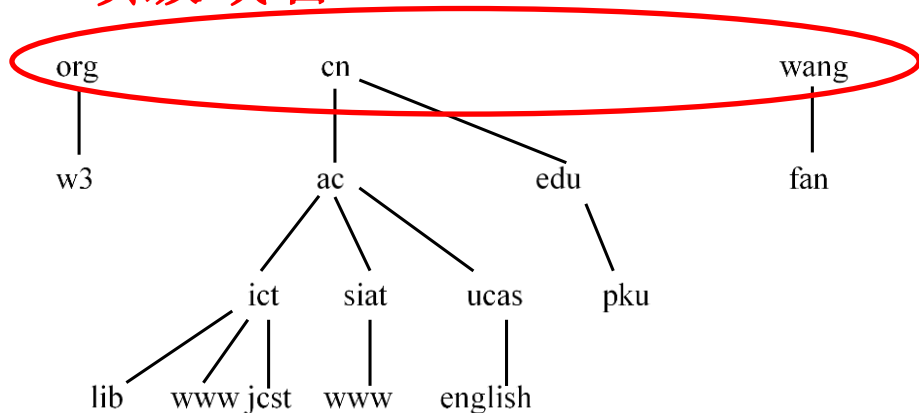 org cn wang
w3 ac edu fan
ict siat ucas pku
lib www jcst www english